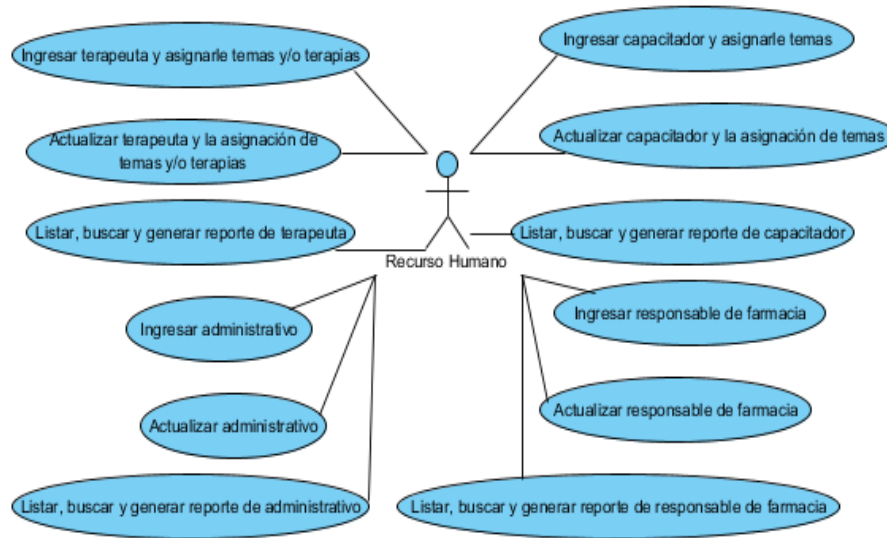 Ingresar terapeuta y asignarle temas y/o terapias
Ingresar capacitador y asignarle temas
Actualizar terapeuta y la asignación de
temas y/o terapias
Actualizar capacitador y la asignación de temas
Listar, buscar y generar reporte de terapeuta
Listar, buscar y generar reporte de capacitador
Recurso Humano
Ingresar administrativo
Ingresar responsable de farmacia
Actualizar administrativo
Actualizar responsable de farmacia
Listar, buscar y generar reporte de administrativo
Listar, buscar y generar reporte de responsable de farmacia